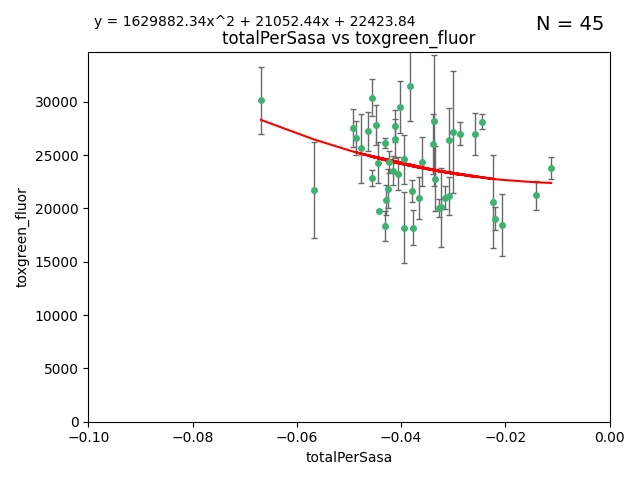 y = 1629882.34x^2 + 21052.44x + 22423.84
N = 45
totalPerSasa vs toxgreen_fluor
toxgreen_fluor
30000
25000
20000
15000
10000
5000
0
−0.10
−0.08
−0.06
−0.04
−0.02
0.00
totalPerSasa